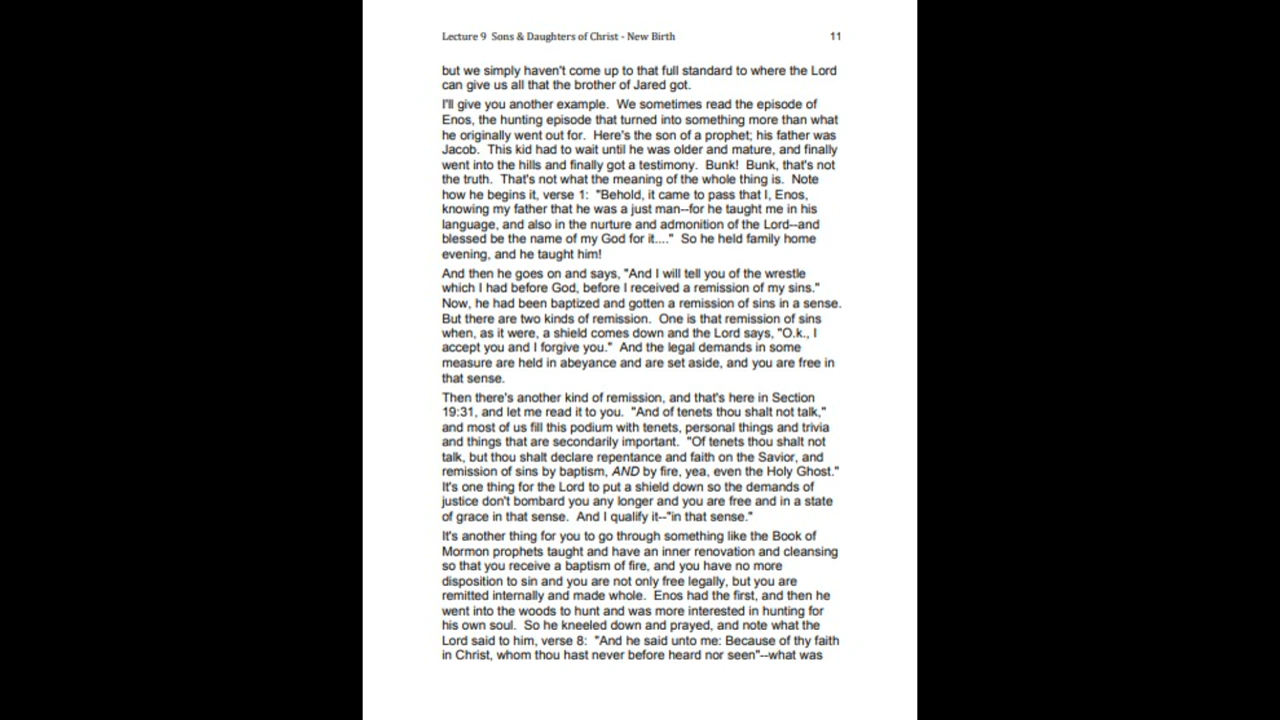 Lecture 9 Sons & Daughters of Christ - New Birth 11
but we simply haven't come up to that full standard to where the Lord
can give us all that the brother of Jared got.
I'll give you another example. We sometimes read the episode of
Enos, the hunting episode that turned into something more than what
he originally went out for. Here's the son of a prophet; his father was
Jacob. This kid had to wait until he was older and mature, and finally
went into the hills and finally got a testimony. Bunk! Bunk, that's not
the truth. That's not what the meaning of the whole thing is. Note
how he begins it, verse 1: "Behold, it came to pass that I, Enos,
knowing my father that he was a just man--for he taught me in his
language, and also in the nurture and admonition of the Lord--and
blessed be the name of my God for it...." So he held family home
evening, and he taught him!
And then he goes on and says, "And I will tell you of the wrestle
which I had before God, before I received a remission of my sins."
Now, he had been baptized and gotten a remission of sins in a sense.
But there are two kinds of remission. One is that remission of sins
when, as it were, a shield comes down and the Lord says, "O.k., I
accept you and I forgive you." And the legal demands in some
measure are held in abeyance and are set aside, and you are free in
that sense.
Then there's another kind of remission, and that's here in Section
19:31, and let me read it to you. "And of tenets thou shalt not talk,"
and most of us fill this podium with tenets, personal things and trivia
and things that are secondarily important. "Of tenets thou shalt not
talk, but thou shalt declare repentance and faith on the Savior, and
remission of sins by baptism, AND by fire, yea, even the Holy Ghost."
It's one thing for the Lord to put a shield down so the demands of
justice don't bombard you any longer and you are free and in a state
of grace in that sense. And I qualify it--"in that sense."
It's another thing for you to go through something like the Book of
Mormon prophets taught and have an inner renovation and cleansing
so that you receive a baptism of fire, and you have no more
disposition to sin and you are not only free legally, but you are
remitted internally and made whole. Enos had the first, and then he
went into the woods to hunt and was more interested in hunting for
his own soul. So he kneeled down and prayed, and note what the
Lord said to him, verse 8: "And he said unto me: Because of thy faith
in Christ, whom thou hast never before heard nor seen"--what was